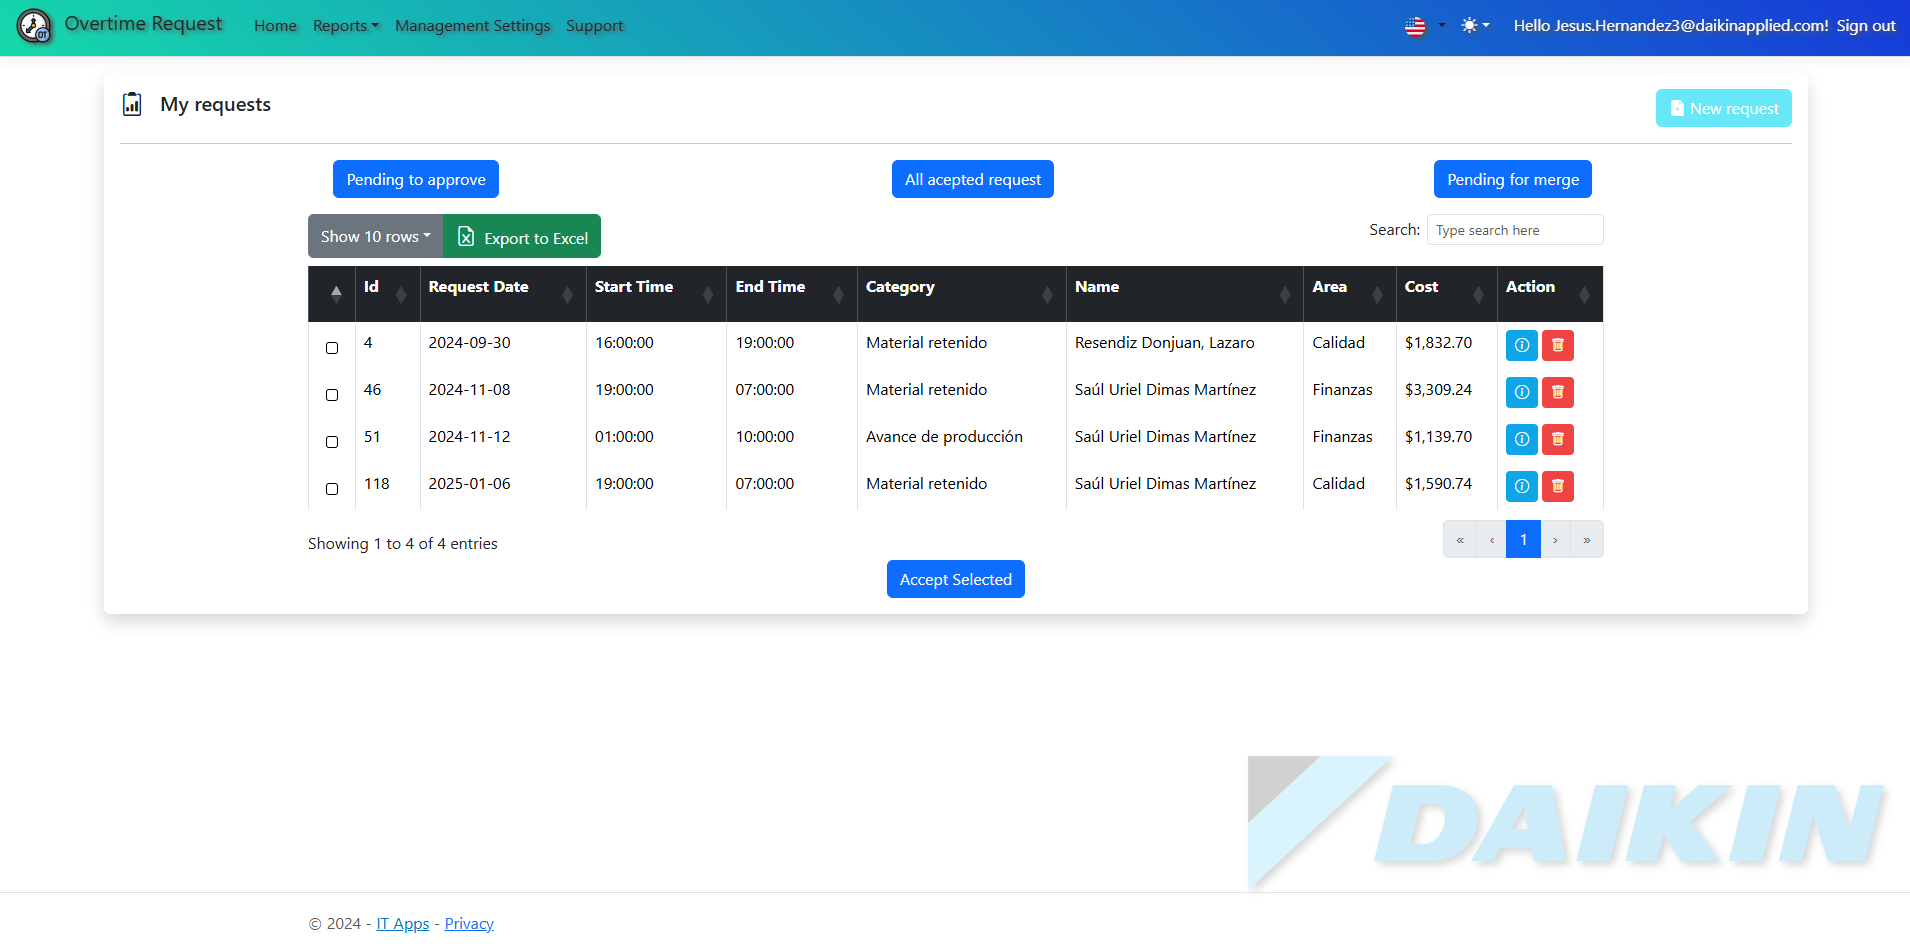 Overtime Request Home Reports Management Settings Support Hello Jesus.Hernandez3@daikinapplied.com! Sign out
OT
My requests
New request
Pending to approve All acepted request Pending for merge
Show 10 rows Export to Excel Search: Type search here
Id Request Date Start Time End Time Category Name Area Cost Action
4 2024-09-30 16:00:00 19:00:00 Material retenido Resendiz Donjuan, Lazaro Calidad $1,832.70
46 2024-11-08 19:00:00 07:00:00 Material retenido Saúl Uriel Dimas Martínez Finanzas $3,309.24
51 2024-11-12 01:00:00 10:00:00 Avance de producción Saúl Uriel Dimas Martínez Finanzas $1,139.70
118 2025-01-06 19:00:00 07:00:00 Material retenido Saúl Uriel Dimas Martínez Calidad $1,590.74
Showing 1 to 4 of 4 entries « ‹ 1 › »
Accept Selected
DAIKIN
© 2024 - IT Apps - Privacy